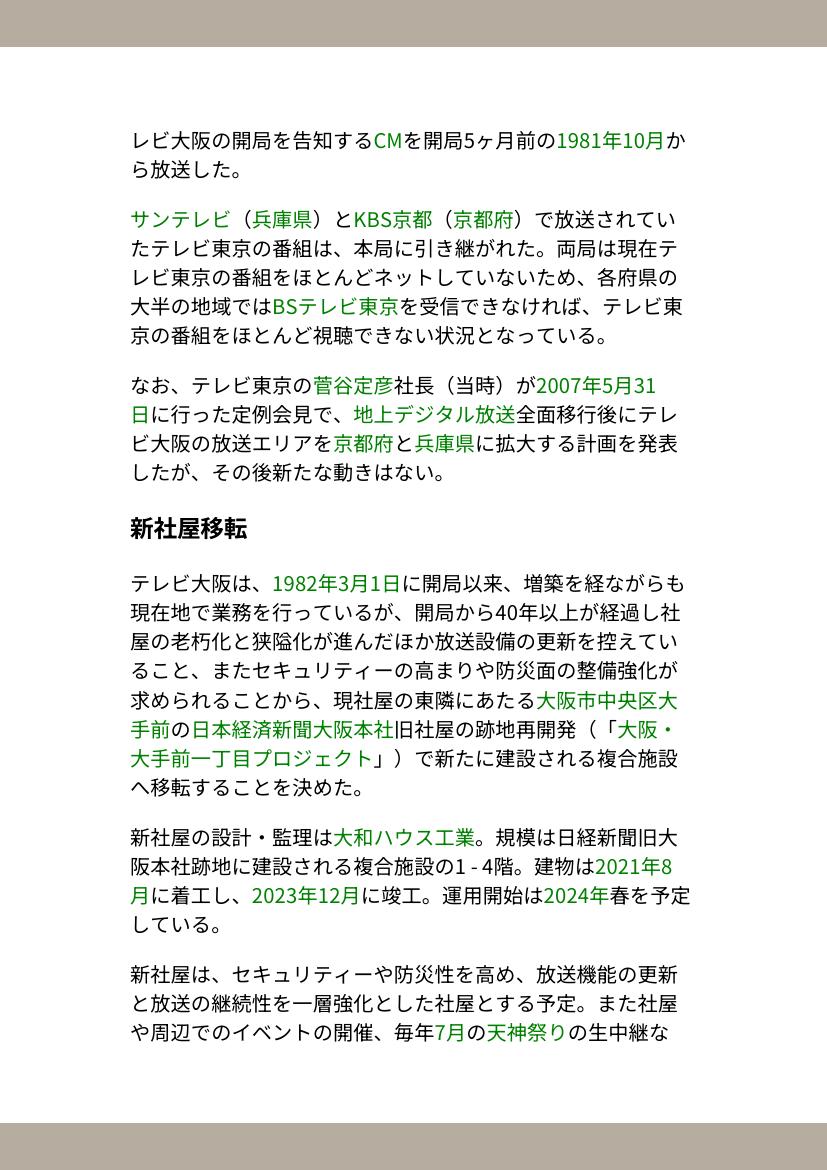 レビ大阪の開局を告知するCMを開局5ヶ月前の1981年10月か
ら放送した。
サンテレビ（兵庫県）とKBS京都（京都府）で放送されてい
たテレビ東京の番組は、本局に引き継がれた。両局は現在テ
レビ東京の番組をほとんどネットしていないため、各府県の
大半の地域ではBSテレビ東京を受信できなければ、テレビ東
京の番組をほとんど視聴できない状況となっている。
なお、テレビ東京の菅谷定彦社長（当時）が2007年5月31
日に行った定例会見で、地上デジタル放送全面移行後にテレ
ビ大阪の放送エリアを京都府と兵庫県に拡大する計画を発表
したが、その後新たな動きはない。
新社屋移転
テレビ大阪は、1982年3月1日に開局以来、増築を経ながらも
現在地で業務を行っているが、開局から40年以上が経過し社
屋の老朽化と狭隘化が進んだほか放送設備の更新を控えてい
ること、またセキュリティーの高まりや防災面の整備強化が
求められることから、現社屋の東隣にあたる大阪市中央区大
手前の日本経済新聞大阪本社旧社屋の跡地再開発（「大阪・
大手前一丁目プロジェクト」）で新たに建設される複合施設
へ移転することを決めた。
新社屋の設計・監理は大和ハウス工業。規模は日経新聞旧大
阪本社跡地に建設される複合施設の1 - 4階。建物は2021年8
月に着工し、2023年12月に竣工。運用開始は2024年春を予定
している。
新社屋は、セキュリティーや防災性を高め、放送機能の更新
と放送の継続性を一層強化とした社屋とする予定。また社屋
や周辺でのイベントの開催、毎年7月の天神祭りの生中継な